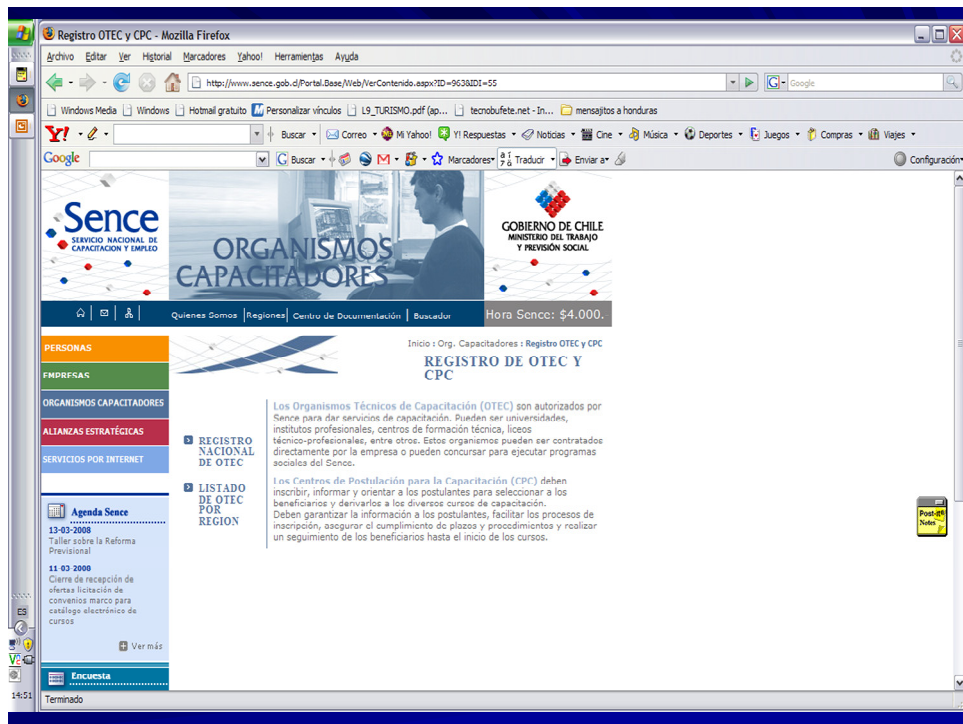 Registro OTEC y CPC - Mozilla Firefox
Archivo Editar Ver Historial Marcadores Yahoo! Herramientas Ayuda
http://www.sence.gob.cl/Portal.Base/Web/VerContenido.aspx?ID=963&IDI=55
G Google
Windows Media Windows Hotmail gratuito Personalizar vínculos L9_TURISMO.pdf (ap... tecnobufete.net - In... mensajitos a honduras
Y! Buscar Correo Mi Yahoo! Y! Respuestas Noticias Cine Música Deportes Juegos Compras Viajes
Google G Buscar Marcadores Traducir Enviar a Configuración
Sence
SERVICIO NACIONAL DE
CAPACITACION Y EMPLEO
ORGANISMOS
CAPACITADORES
GOBIERNO DE CHILE
MINISTERIO DEL TRABAJO
Y PREVISIÓN SOCIAL
Quienes Somos Regiones Centro de Documentación Buscador
Hora Sence: $4.000.
PERSONAS
EMPRESAS
ORGANISMOS CAPACITADORES
ALIANZAS ESTRATÉGICAS
SERVICIOS POR INTERNET
Inicio : Org. Capacitadores : Registro OTEC y CPC
REGISTRO DE OTEC Y
CPC
REGISTRO
NACIONAL
DE OTEC
LISTADO
DE OTEC
POR
REGION
Los Organismos Técnicos de Capacitación (OTEC) son autorizados por
Sence para dar servicios de capacitación. Pueden ser universidades,
institutos profesionales, centros de formación técnica, liceos
técnico-profesionales, entre otros. Estos organismos pueden ser contratados
directamente por la empresa o pueden concursar para ejecutar programas
sociales del Sence.
Los Centros de Postulación para la Capacitación (CPC) deben
inscribir, informar y orientar a los postulantes para seleccionar a los
beneficiarios y derivarlos a los diversos cursos de capacitación.
Deben garantizar la información a los postulantes, facilitar los procesos de
inscripción, asegurar el cumplimiento de plazos y procedimientos y realizar
un seguimiento de los beneficiarios hasta el inicio de los cursos.
Agenda Sence
13-03-2008
Taller sobre la Reforma
Previsional
11-03-2008
Cierre de recepción de
ofertas licitación de
convenios marco para
catálogo electrónico de
cursos
Ver más
Encuesta
Post-it®
Notes
ES
14:51
Terminado